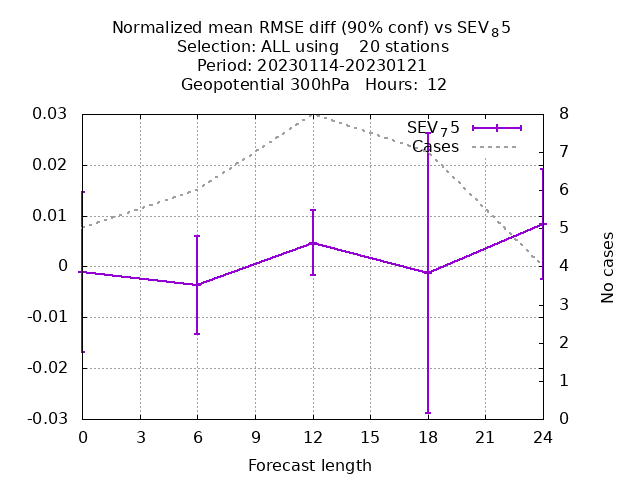 Normalized mean RMSE diff (90% conf) vs SEV₈5
Selection: ALL using    20 stations
Period: 20230114-20230121
Geopotential 300hPa   Hours:  12
0.03
0.02
0.01
0
-0.01
-0.02
-0.03
8
7
6
5
4
3
2
1
0
SEV₇5
Cases
No cases
0 3 6 9 12 15 18 21 24
Forecast length